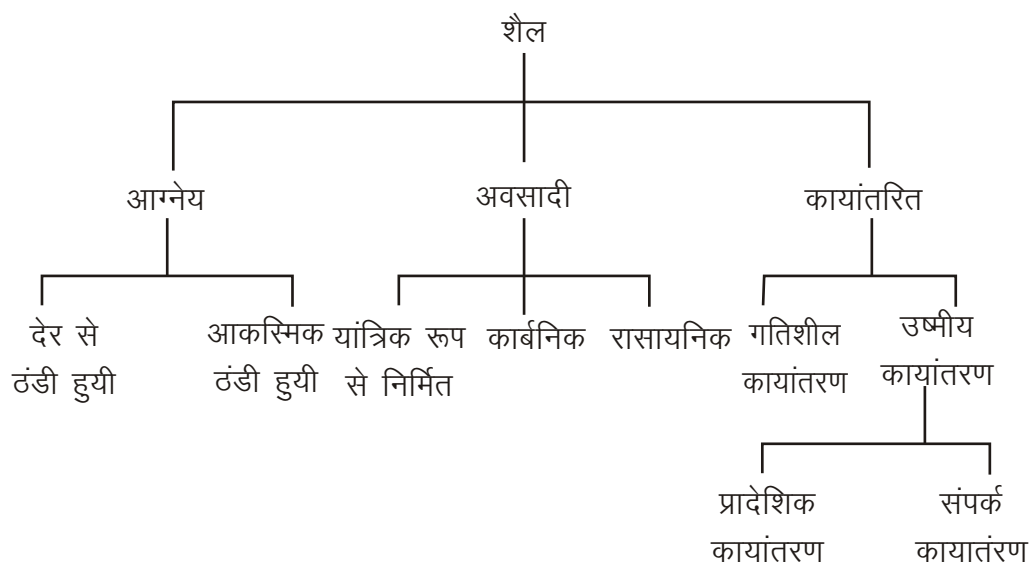 शैल
आग्नेय
अवसादी
कायांतरित
देर से
ठंडी हुयी
आकस्मिक
ठंडी हुयी
यांत्रिक रूप
से निर्मित
कार्बनिक
रासायनिक
गतिशील
कायांतरण
उष्मीय
कायांतरण
प्रादेशिक
कायांतरण
संपर्क
कायातंरण